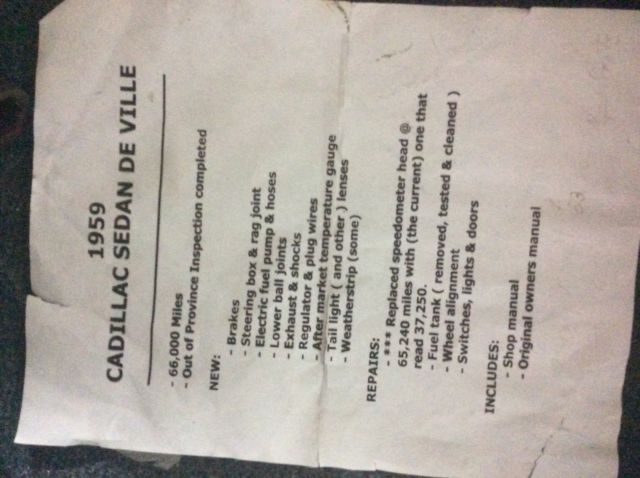 1959
CADILLAC SEDAN DE VILLE
- 66,000 Miles
- Out of Province Inspection completed
NEW:
- Brakes
- Steering box & rag joint
- Electric fuel pump & hoses
- Lower ball joints
- Exhaust & shocks
- Regulator & plug wires
- After market temperature gauge
- Tail light ( and other ) lenses
- Weatherstrip (some)
REPAIRS:
- *** Replaced speedometer head @
65,240 miles with (the current) one that
read 37,250.
- Fuel tank ( removed, tested & cleaned )
- Wheel alignment
- Switches, lights & doors
INCLUDES:
- Shop manual
- Original owners manual